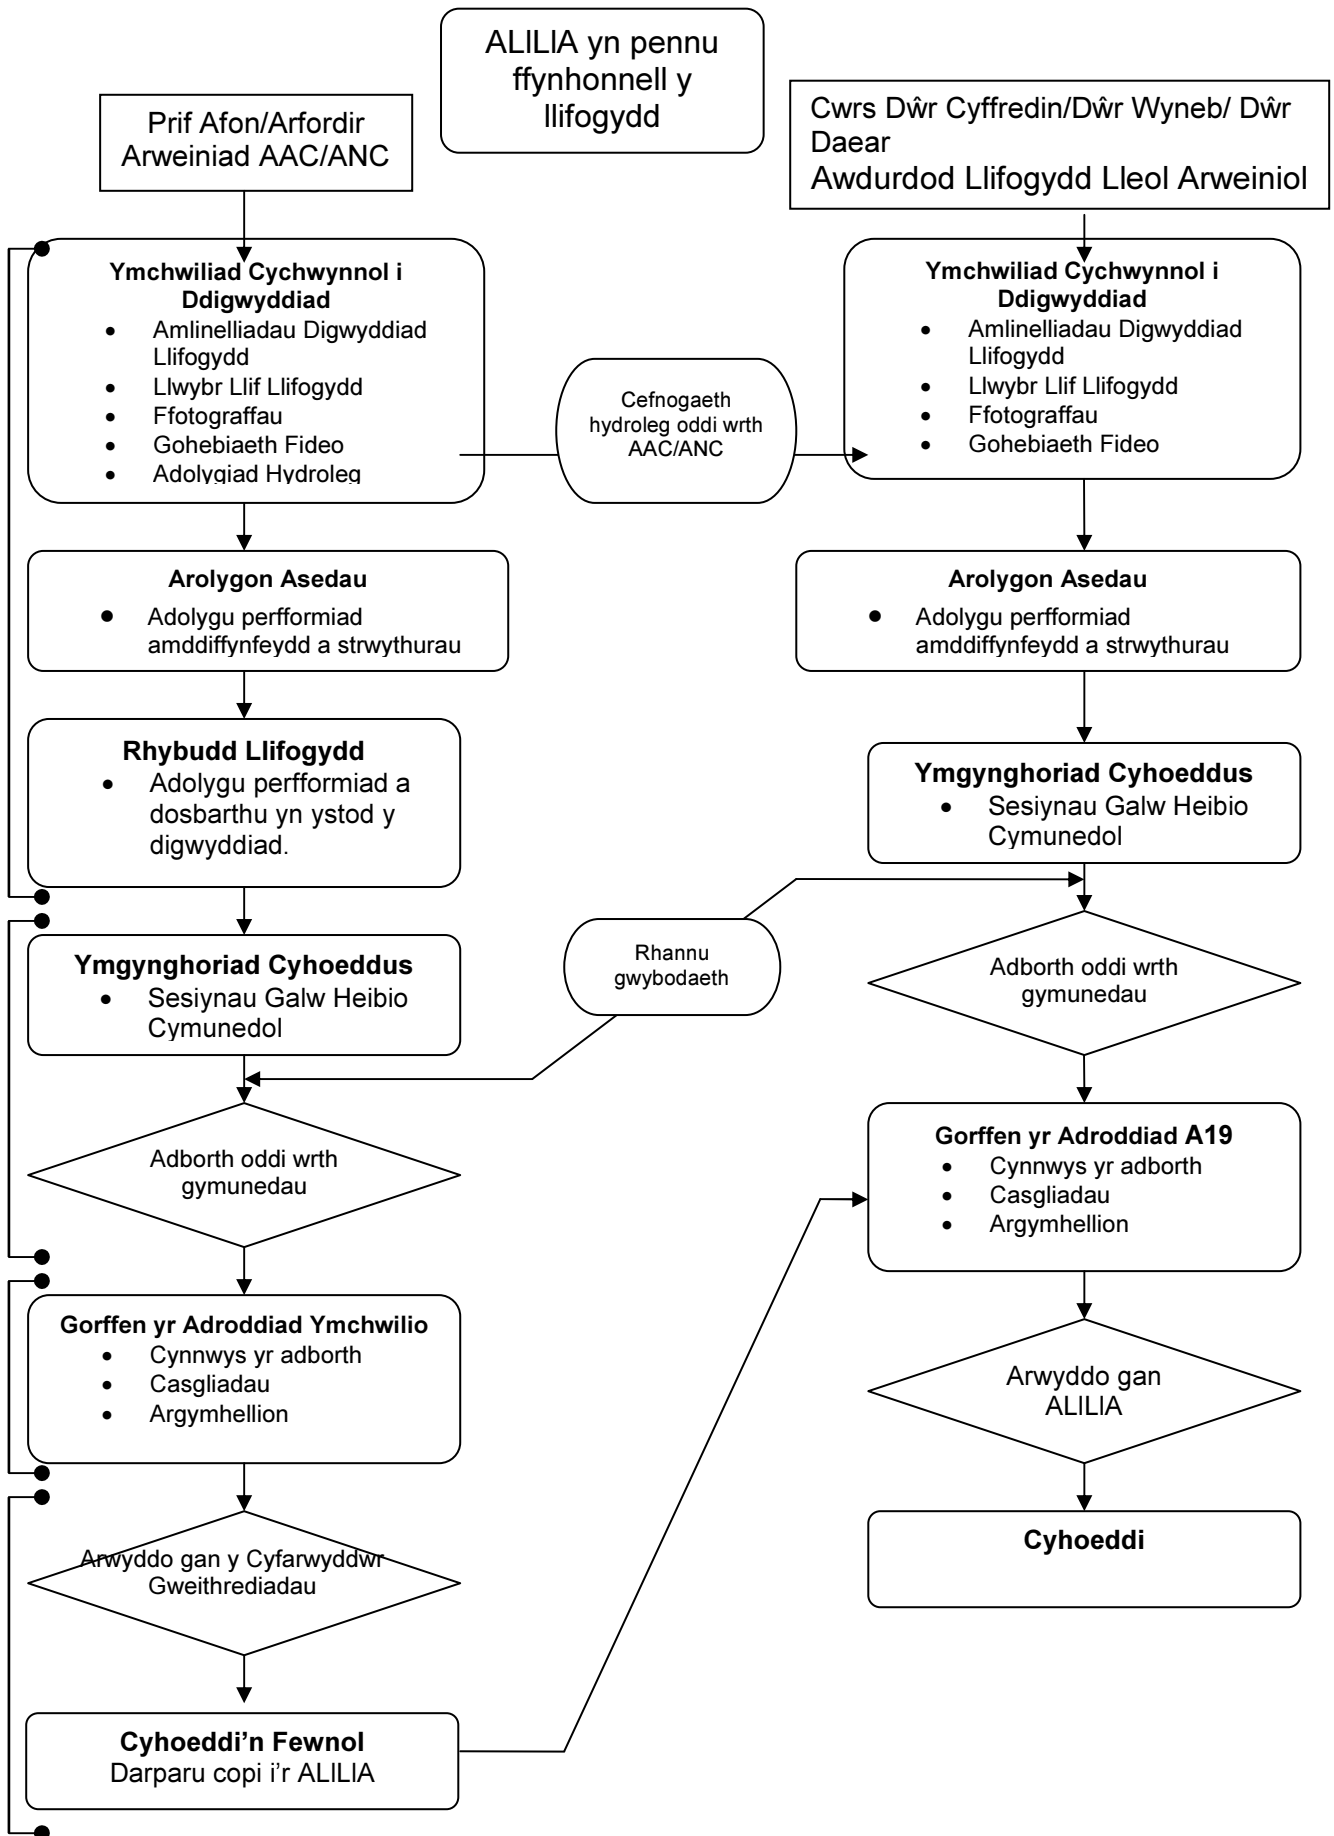 ALlLlA yn pennu
ffynhonnell y
llifogydd
Prif Afon/Arfordir
Arweiniad AAC/ANC
Cwrs Dŵr Cyffredin/Dŵr Wyneb/ Dŵr
Daear
Awdurdod Llifogydd Lleol Arweiniol
Ymchwiliad Cychwynnol i
Ddigwyddiad
• Amlinelliadau Digwyddiad
Llifogydd
• Llwybr Llif Llifogydd
• Ffotograffau
• Gohebiaeth Fideo
• Adolygiad Hydroleg
Cefnogaeth
hydroleg oddi wrth
AAC/ANC
Ymchwiliad Cychwynnol i
Ddigwyddiad
• Amlinelliadau Digwyddiad
Llifogydd
• Llwybr Llif Llifogydd
• Ffotograffau
• Gohebiaeth Fideo
Arolygon Asedau
• Adolygu perfformiad
amddiffynfeydd a strwythurau
Arolygon Asedau
• Adolygu perfformiad
amddiffynfeydd a strwythurau
Rhybudd Llifogydd
• Adolygu perfformiad a
dosbarthu yn ystod y
digwyddiad.
Ymgynghoriad Cyhoeddus
• Sesiynau Galw Heibio
Cymunedol
Ymgynghoriad Cyhoeddus
• Sesiynau Galw Heibio
Cymunedol
Rhannu
gwybodaeth
Adborth oddi wrth
gymunedau
Adborth oddi wrth
gymunedau
Gorffen yr Adroddiad A19
• Cynnwys yr adborth
• Casgliadau
• Argymhellion
Gorffen yr Adroddiad Ymchwilio
• Cynnwys yr adborth
• Casgliadau
• Argymhellion
Arwyddo gan
ALlLlA
Arwyddo gan y Cyfarwyddwr
Gweithrediadau
Cyhoeddi
Cyhoeddi’n Fewnol
Darparu copi i’r ALlLlA